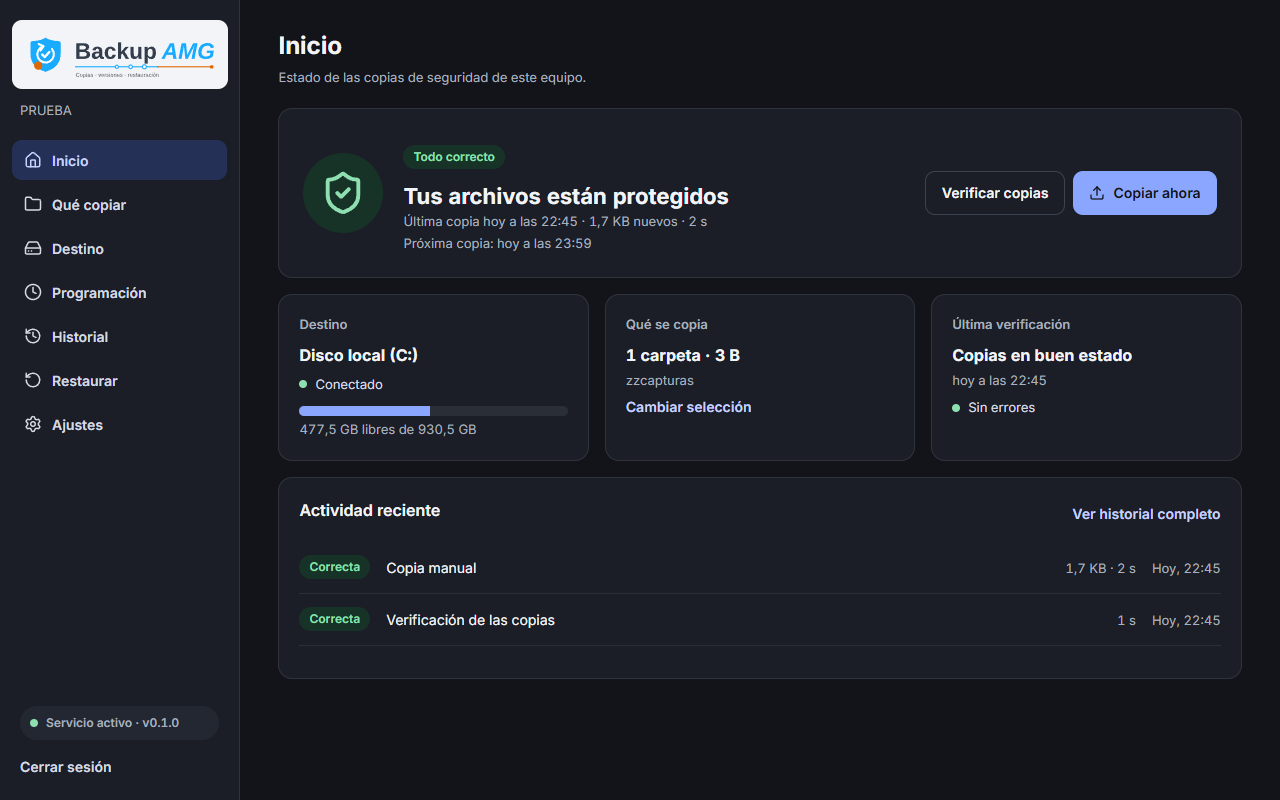 Backup AMG
Copias · versiones · restauración
PRUEBA
Inicio
Qué copiar
Destino
Programación
Historial
Restaurar
Ajustes
Servicio activo · v0.1.0
Cerrar sesión
Inicio
Estado de las copias de seguridad de este equipo.
Todo correcto
Tus archivos están protegidos
Última copia hoy a las 22:45 · 1,7 KB nuevos · 2 s
Próxima copia: hoy a las 23:59
Verificar copias
Copiar ahora
Destino
Disco local (C:)
Conectado
477,5 GB libres de 930,5 GB
Qué se copia
1 carpeta · 3 B
zzcapturas
Cambiar selección
Última verificación
Copias en buen estado
hoy a las 22:45
Sin errores
Actividad reciente
Ver historial completo
Correcta Copia manual 1,7 KB · 2 s Hoy, 22:45
Correcta Verificación de las copias 1 s Hoy, 22:45